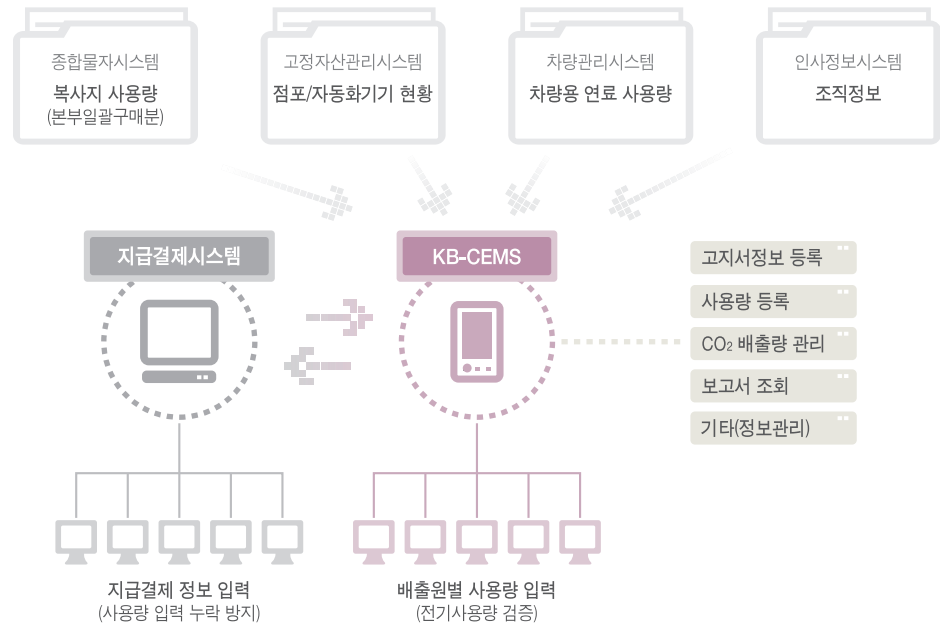 종합물자시스템
복사지 사용량
(본부일괄구매분)
고정자산관리시스템
점포/자동화기기 현황
차량관리시스템
차량용 연료 사용량
인사정보시스템
조직정보
지급결제시스템
KB-CEMS
고지서정보 등록
사용량 등록
CO₂ 배출량 관리
보고서 조회
기타(정보관리)
지급결제 정보 입력
(사용량 입력 누락 방지)
배출원별 사용량 입력
(전기사용량 검증)